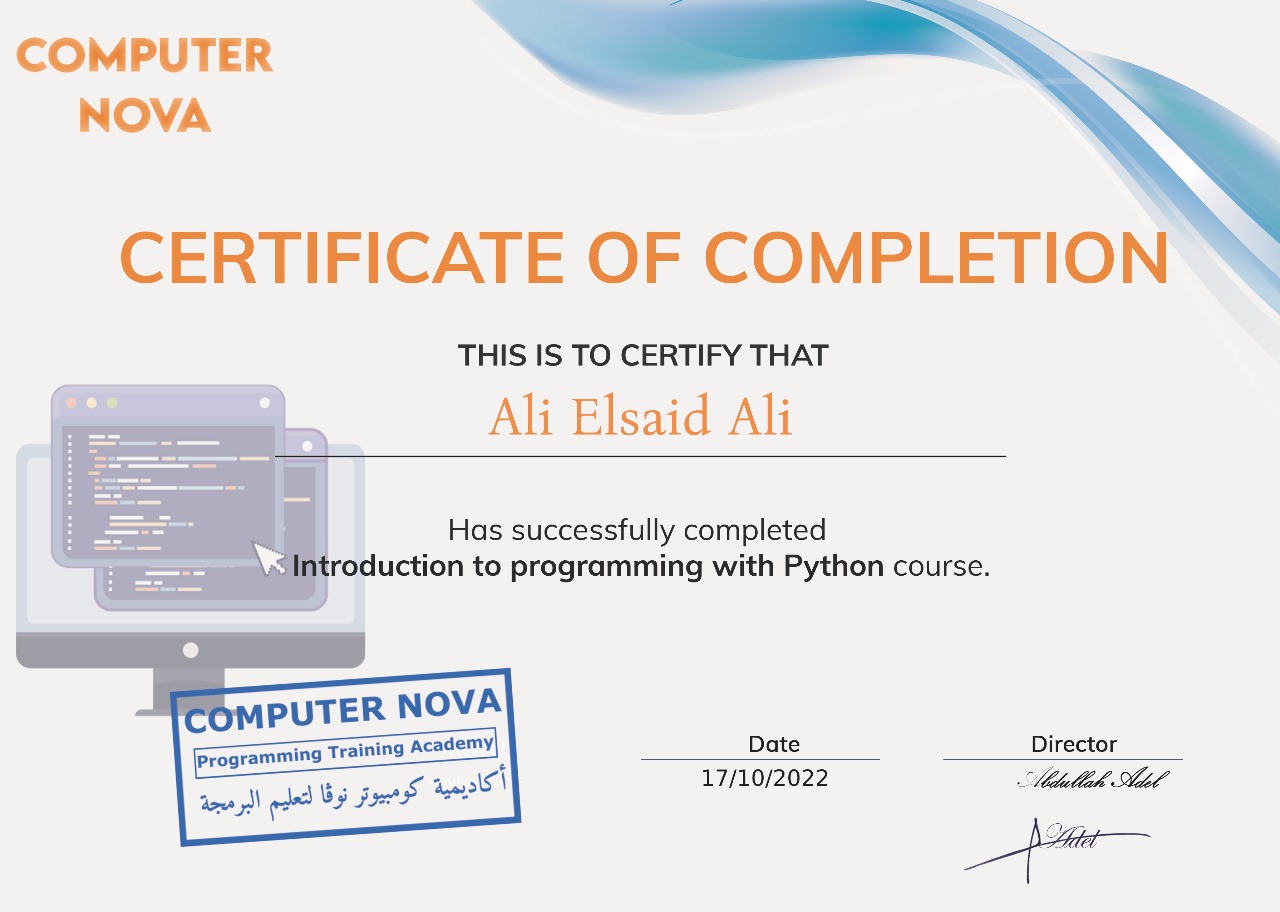 COMPUTER
NOVA
CERTIFICATE OF COMPLETION
THIS IS TO CERTIFY THAT
Ali Elsaid Ali
Has successfully completed
Introduction to programming with Python course.
COMPUTER NOVA
Programming Training Academy
أكاديمية كومبيوتر نوڤا لتعليم البرمجة
Date
17/10/2022
Director
Abdullah Adel
Adel